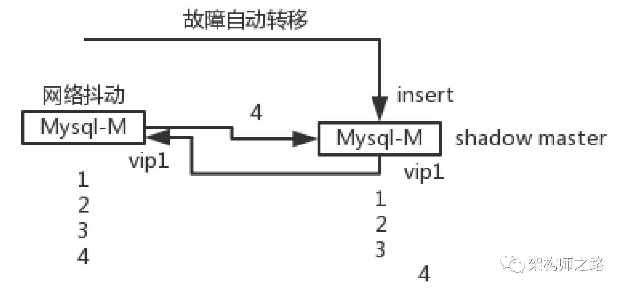 故障自动转移
网络抖动
insert
Mysql-M
4
Mysql-M
shadow master
vip1
vip1
1
2
3
4
1
2
3
4
架构师之路